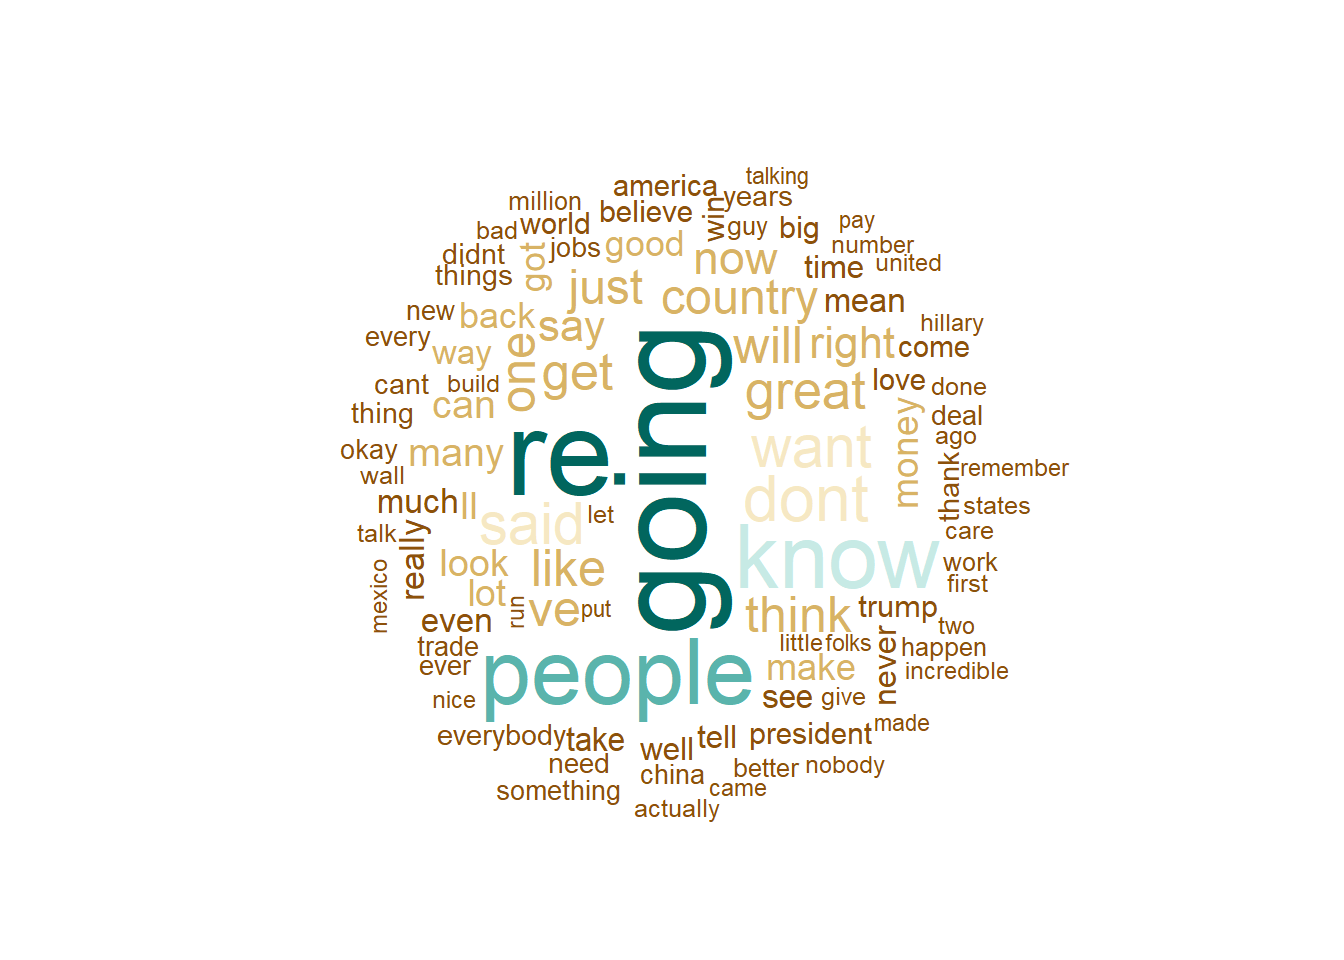 talking
america
years
million
win
believe
world
guy
big
pay
bad
number
didnt
jobs
good
now
time
united
things
got
just
country
mean
new
back
say
hillary
every
will
right
come
way
one
get
going
cant
build
great
love
done
thing
can
money
deal
okay
many
re
want
ago
wall
thank
remember
much
ll
dont
states
said
let
talk
really
know
care
look
like
work
mexico
lot
first
run
ve
put
think
trump
even
two
trade
little
folks
never
happen
ever
people
make
incredible
nice
see
give
everybody
take
well
tell
president
made
need
china
better
nobody
something
came
actually